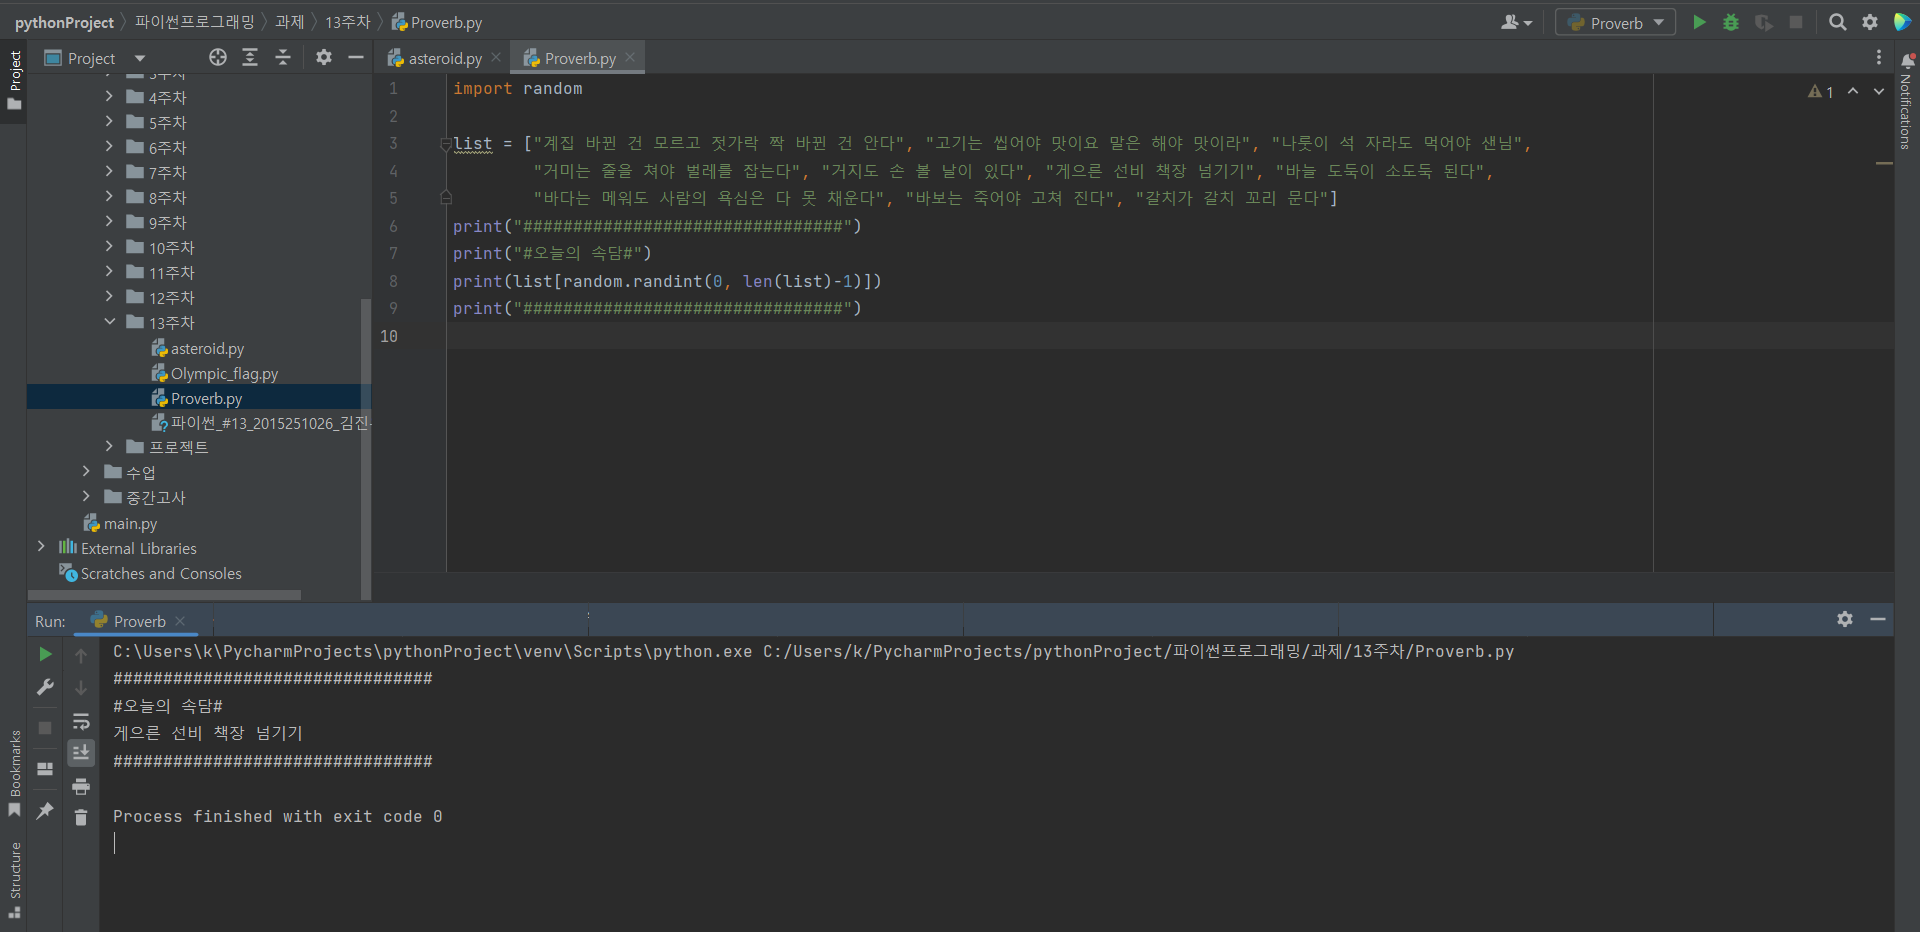 pythonProject 파이썬프로그래밍 과제 13주차 Proverb.py
Proverb
Project
Project
asteroid.py
Proverb.py
Notifications
4주차
5주차
6주차
7주차
8주차
9주차
10주차
11주차
12주차
13주차
asteroid.py
Olympic_flag.py
Proverb.py
파이썬_#13_2015251026_김진
프로젝트
수업
중간고사
main.py
External Libraries
Scratches and Consoles
1 import random
2
3 list = ["계집 바뀐 건 모르고 젓가락 짝 바뀐 건 안다", "고기는 씹어야 맛이요 말은 해야 맛이라", "나룻이 석 자라도 먹어야 샌님",
4 "거미는 줄을 쳐야 벌레를 잡는다", "거지도 손 볼 날이 있다", "게으른 선비 책장 넘기기", "바늘 도둑이 소도둑 된다",
5 "바다는 메워도 사람의 욕심은 다 못 채운다", "바보는 죽어야 고쳐 진다", "갈치가 갈치 꼬리 문다"]
6 print("################################")
7 print("#오늘의 속담#")
8 print(list[random.randint(0, len(list)-1)])
9 print("################################")
10
1
Run: Proverb
C:\Users\k\PycharmProjects\pythonProject\venv\Scripts\python.exe C:/Users/k/PycharmProjects/pythonProject/파이썬프로그래밍/과제/13주차/Proverb.py
################################
#오늘의 속담#
게으른 선비 책장 넘기기
################################
Process finished with exit code 0
Bookmarks
Structure